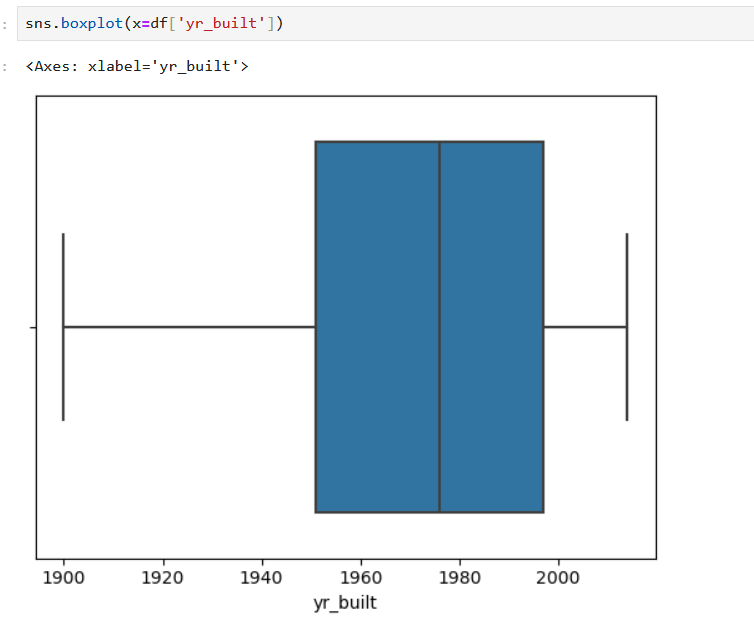 : sns.boxplot(x=df['yr_built'])
: <Axes: xlabel='yr_built'>
1900 1920 1940 1960 1980 2000
yr_built